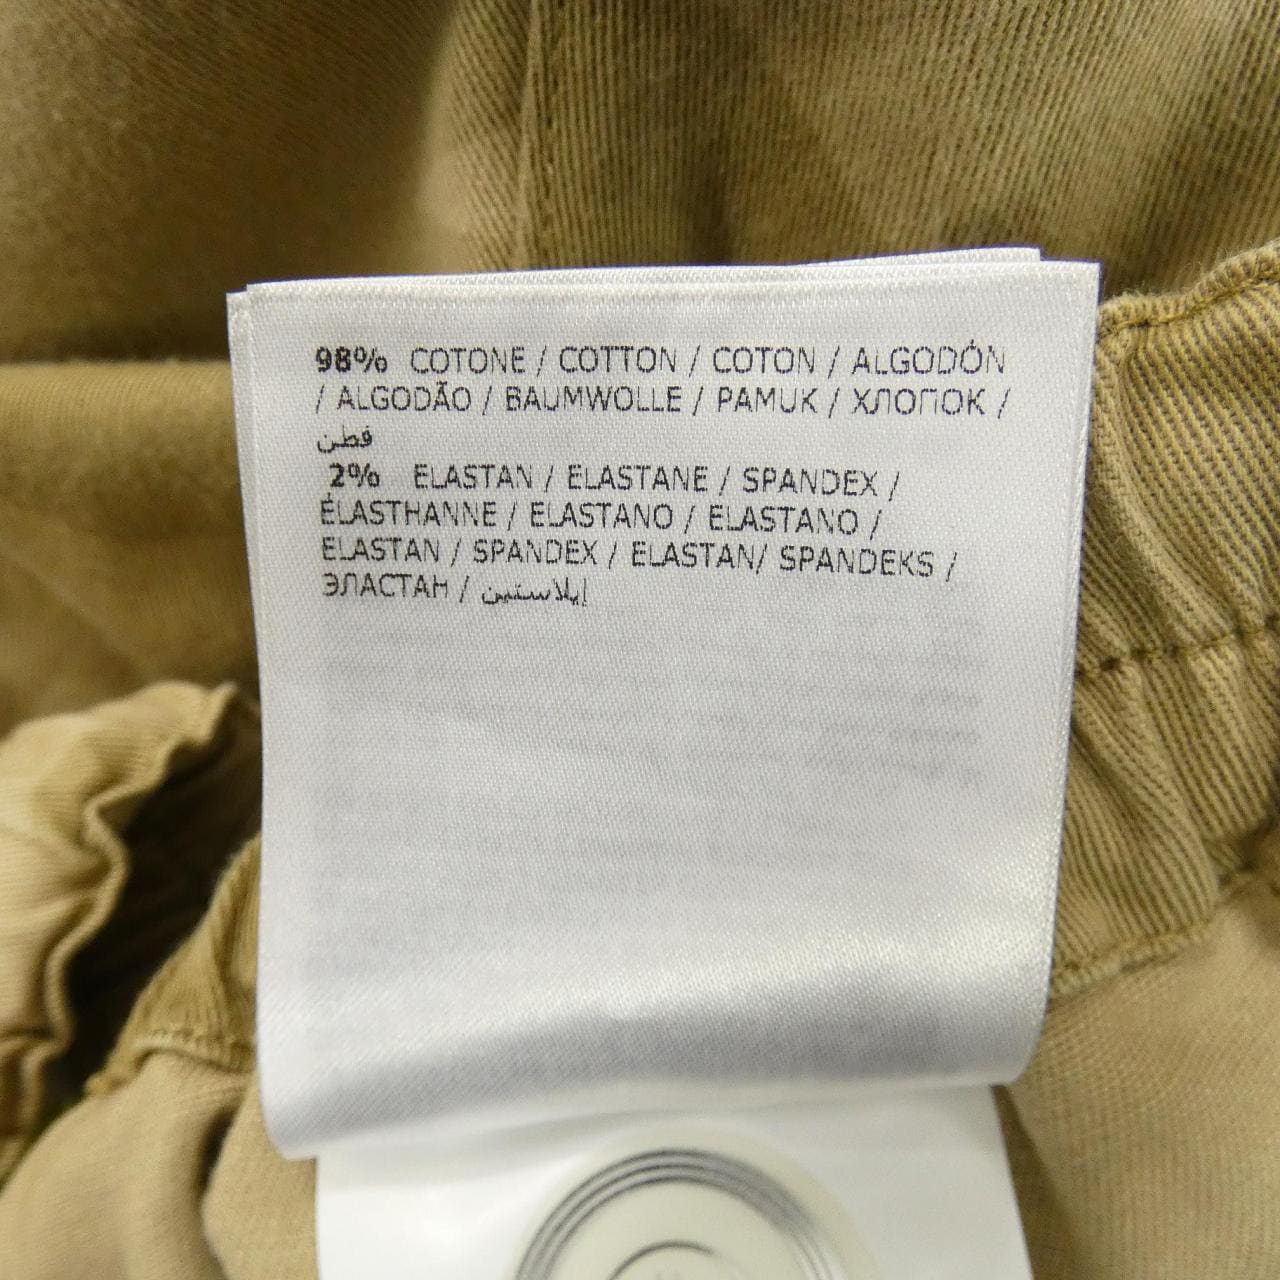 98% COTONE / COTTON / COTON / ALGODÓN
/ ALGODÃO / BAUMWOLLE / PAMUK / ХЛОПОК /
قطن
2% ELASTAN / ELASTANE / SPANDEX /
ÉLASTHANNE / ELASTANO / ELASTANO /
ELASTAN / SPANDEX / ELASTAN/ SPANDEKS /
ЭЛАСТАН / إيلاستين